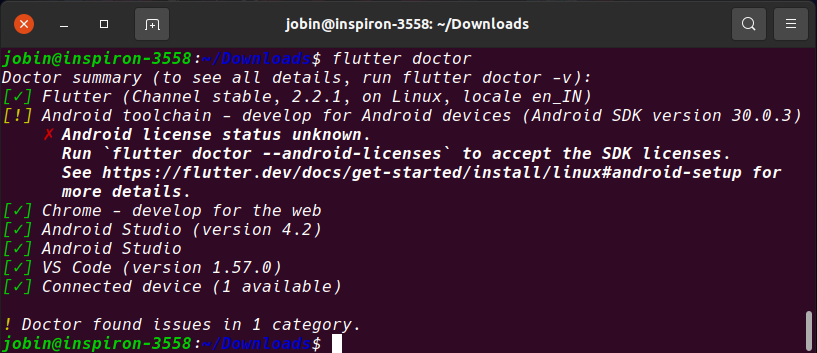 jobin@inspiron-3558: ~/Downloads
jobin@inspiron-3558:~/Downloads$ flutter doctor
Doctor summary (to see all details, run flutter doctor -v):
[✓] Flutter (Channel stable, 2.2.1, on Linux, locale en_IN)
[!] Android toolchain - develop for Android devices (Android SDK version 30.0.3)
✗ Android license status unknown.
Run `flutter doctor --android-licenses` to accept the SDK licenses.
See https://flutter.dev/docs/get-started/install/linux#android-setup for
more details.
[✓] Chrome - develop for the web
[✓] Android Studio (version 4.2)
[✓] Android Studio
[✓] VS Code (version 1.57.0)
[✓] Connected device (1 available)
! Doctor found issues in 1 category.
jobin@inspiron-3558:~/Downloads$